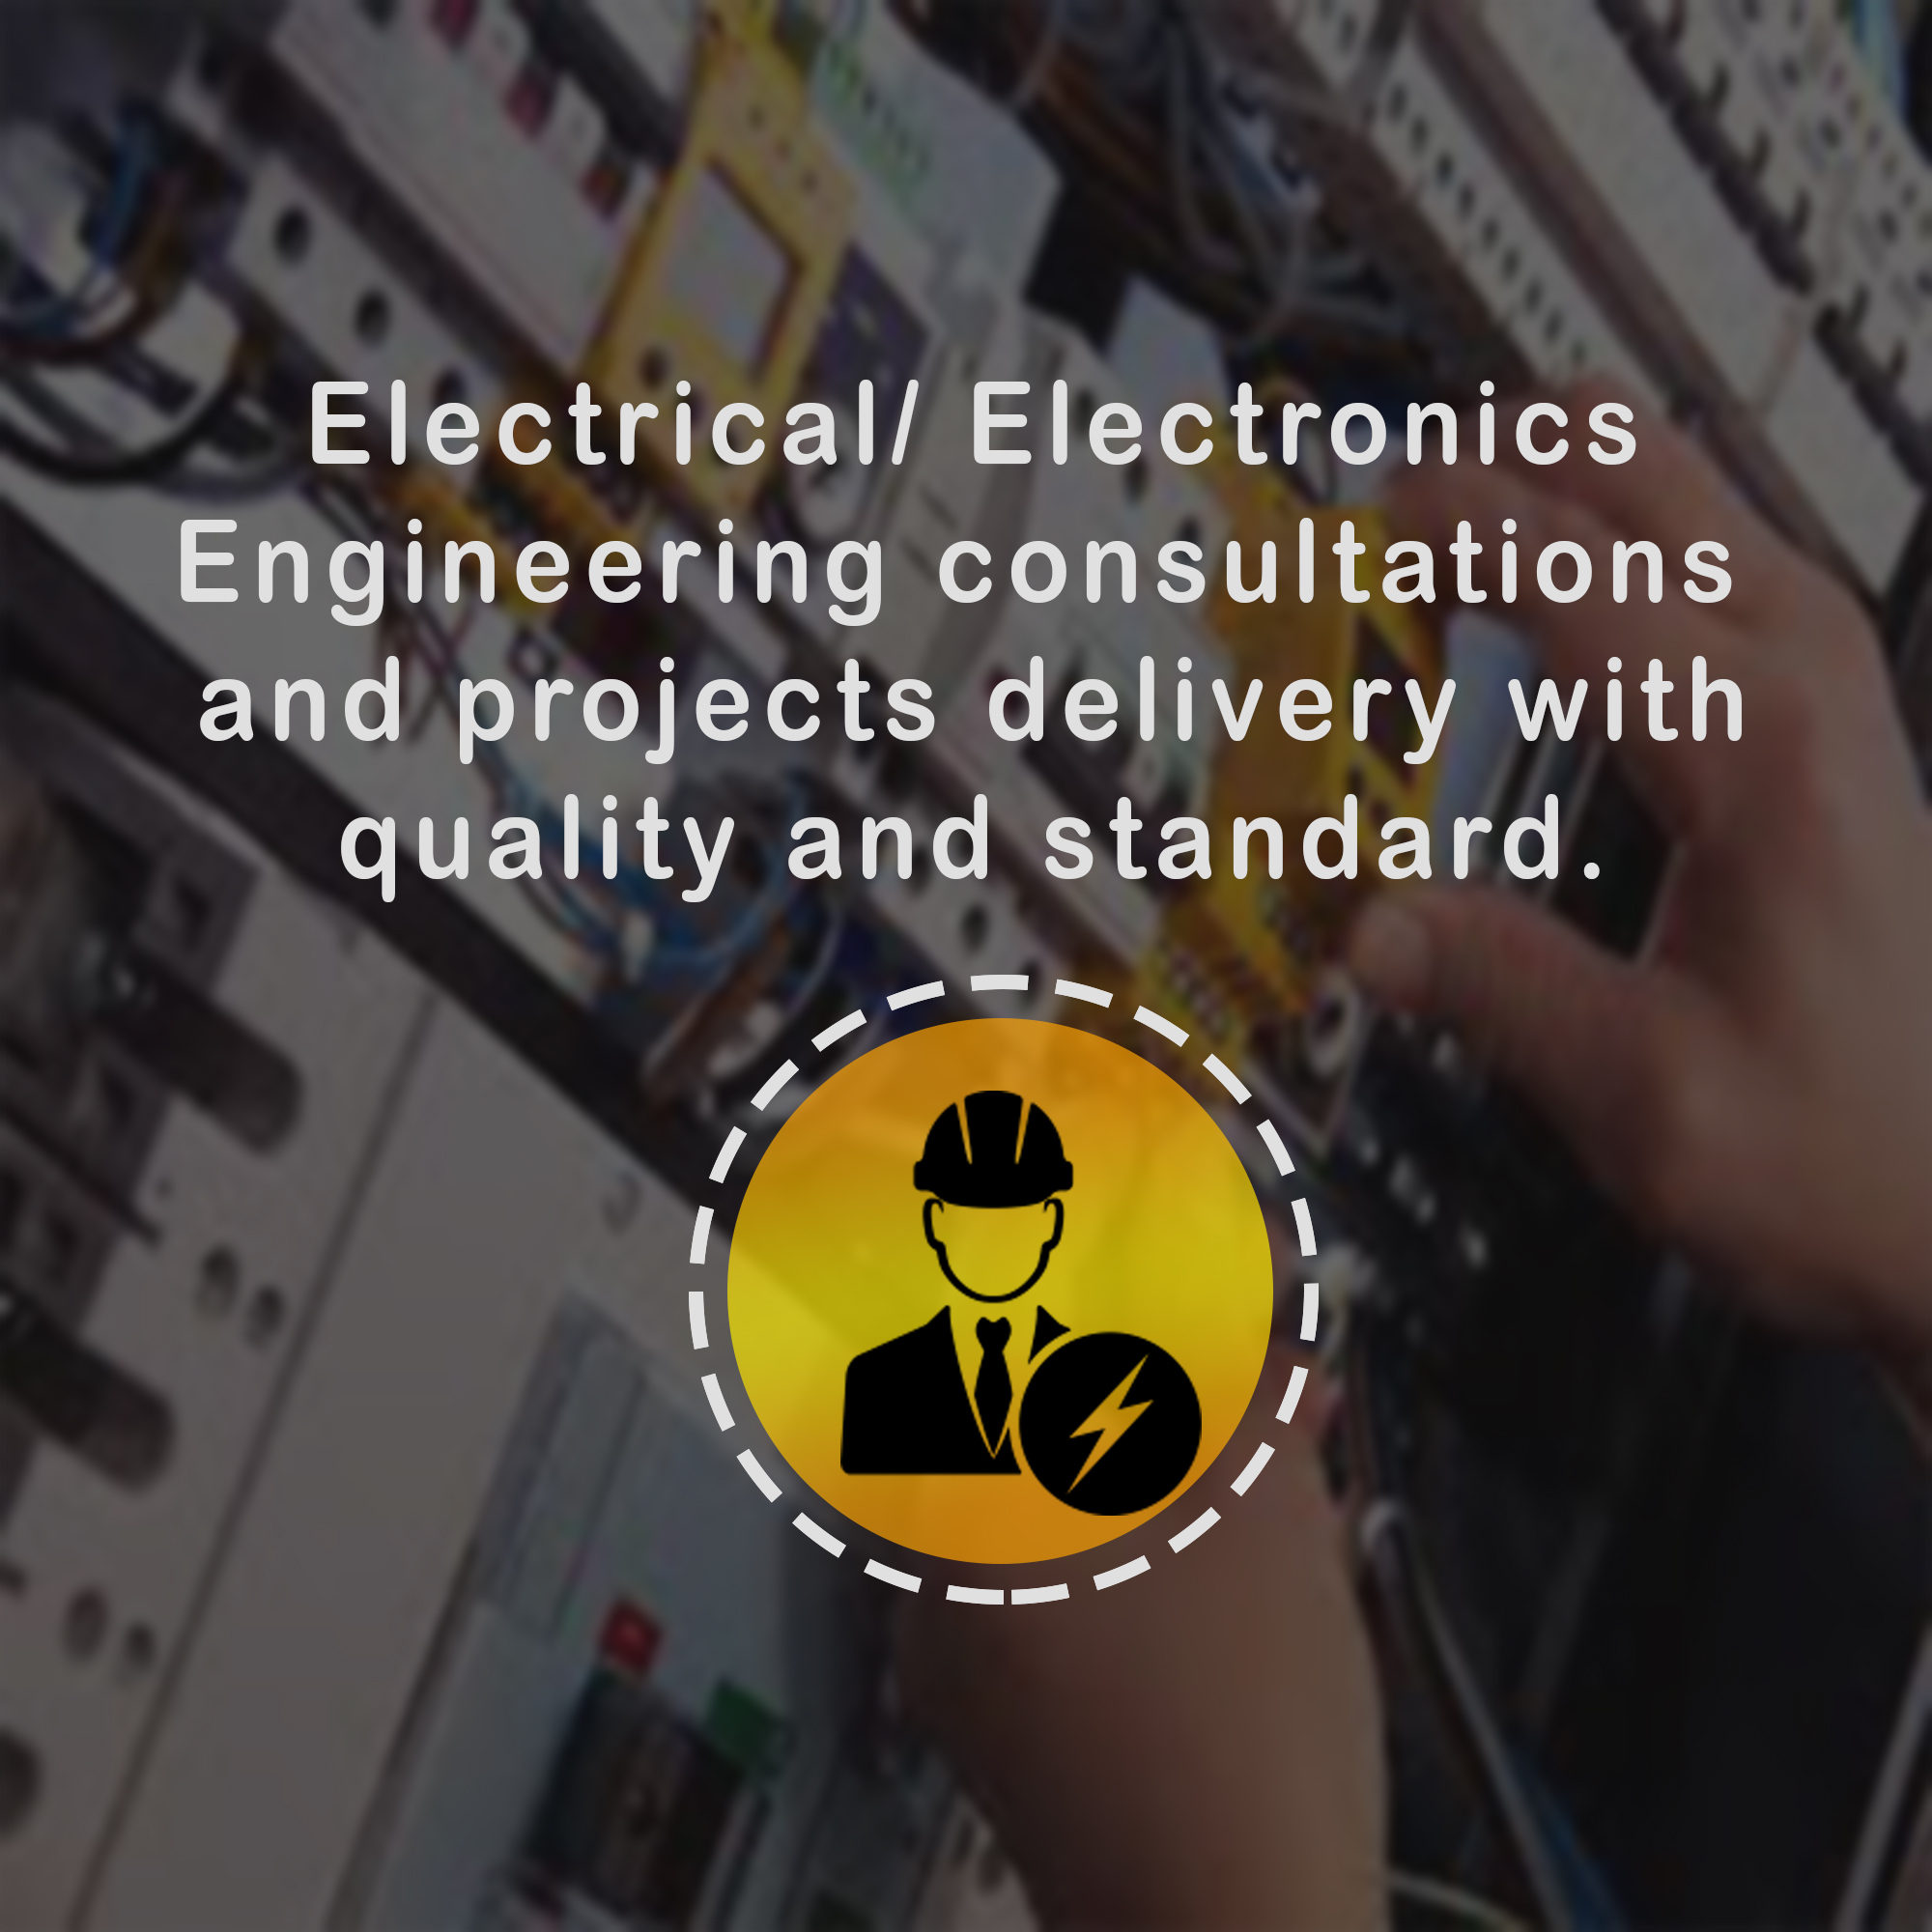 Electrical/ Electronics
Engineering consultations
and projects delivery with
quality and standard.